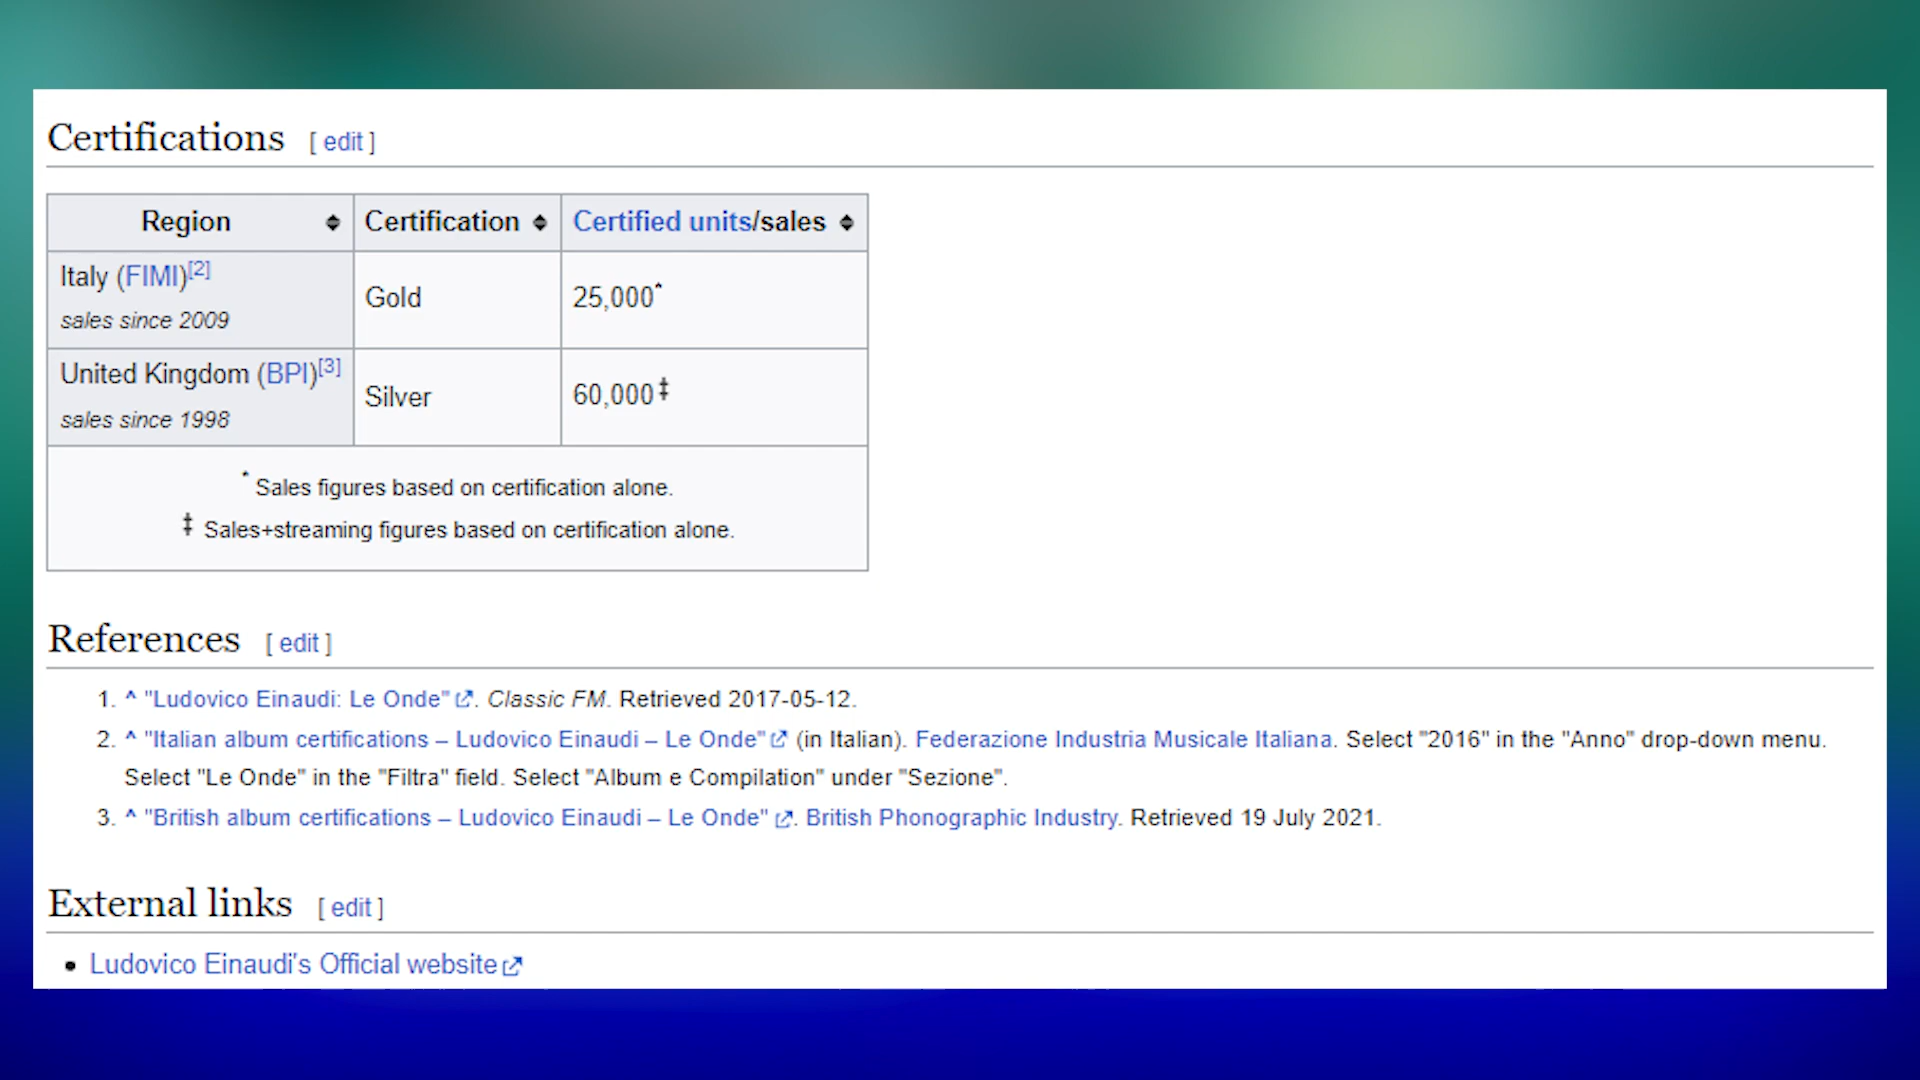 Certifications [ edit ]
Region Certification Certified units/sales
Italy (FIMI)[2]
sales since 2009
Gold 25,000*
United Kingdom (BPI)[3]
sales since 1998
Silver 60,000‡
* Sales figures based on certification alone.
‡ Sales+streaming figures based on certification alone.
References [ edit ]
1. ^ "Ludovico Einaudi: Le Onde". Classic FM. Retrieved 2017-05-12.
2. ^ "Italian album certifications – Ludovico Einaudi – Le Onde" (in Italian). Federazione Industria Musicale Italiana. Select "2016" in the "Anno" drop-down menu.
Select "Le Onde" in the "Filtra" field. Select "Album e Compilation" under "Sezione".
3. ^ "British album certifications – Ludovico Einaudi – Le Onde". British Phonographic Industry. Retrieved 19 July 2021.
External links [ edit ]
• Ludovico Einaudi's Official website